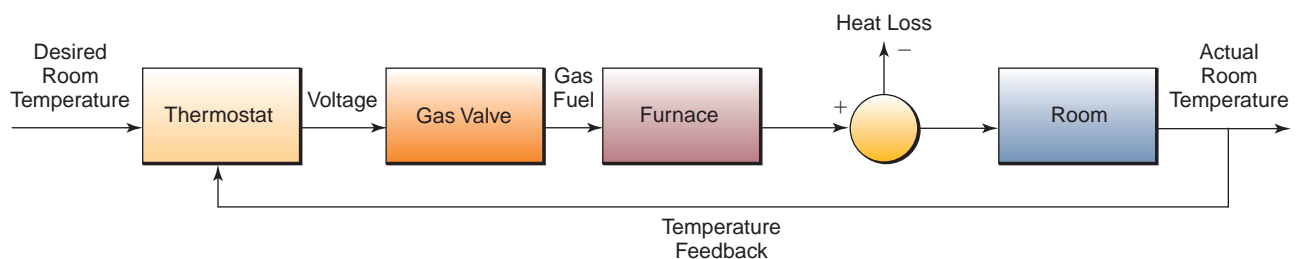 Heat Loss
Desired
Room
Temperature
Thermostat
Voltage
Gas Valve
Gas
Fuel
Furnace
+
−
Room
Actual
Room
Temperature
Temperature
Feedback